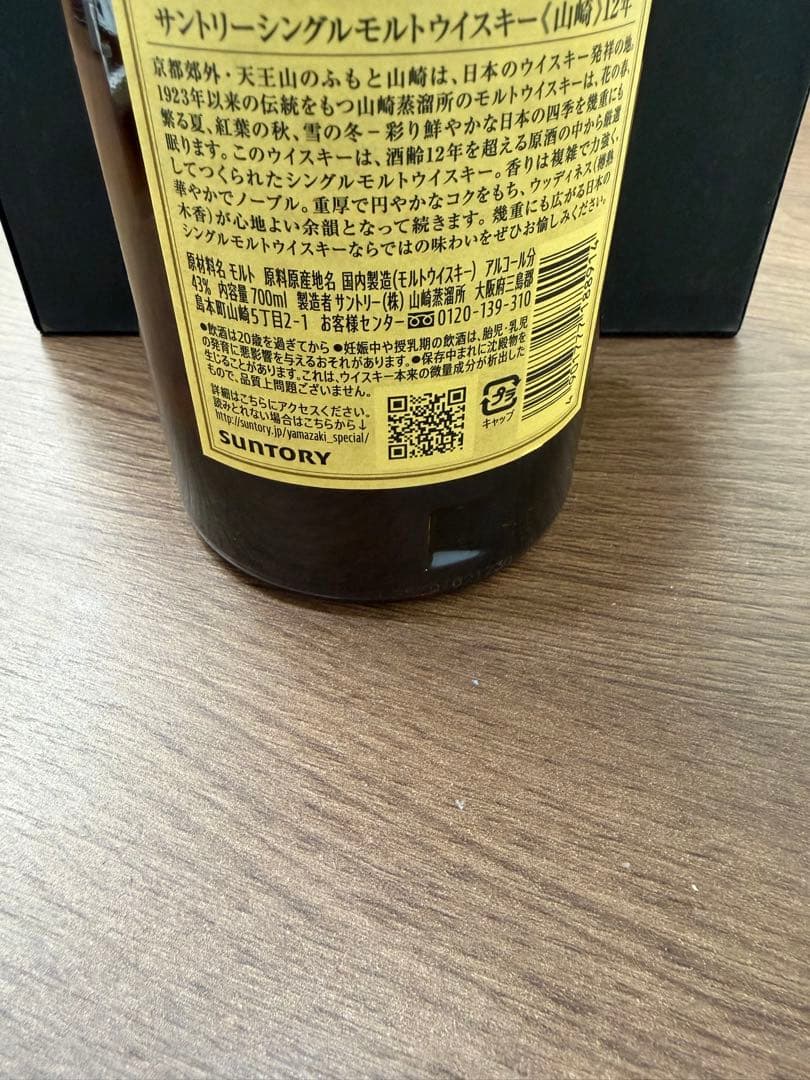 サントリーシングルモルトウイスキー〈山崎〉12年
京都郊外・天王山のふもと山崎は、日本のウイスキー発祥の地。
1923年以来の伝統をもつ山崎蒸溜所のモルトウイスキーは、花の春、
繁る夏、紅葉の秋、雪の冬−彩り鮮やかな日本の四季を幾重にも
眠ります。このウイスキーは、酒齢12年を超える原酒の中から厳選
してつくられたシングルモルトウイスキー。香りは複雑で力強く、
華やかでノーブル。重厚で円やかなコクをもち、ウッディネス(樽熟
木香)が心地よい余韻となって続きます。幾重にも広がる日本の
シングルモルトウイスキーならではの味わいをぜひお愉しみください。
原材料名 モルト 原料原産地名 国内製造(モルトウイスキー) アルコール分
43% 内容量 700ml 製造者 サントリー(株) 山崎蒸溜所 大阪府三島郡
島本町山崎5丁目2-1 お客様センター 0120-139-310
●飲酒は20歳を過ぎてから ●妊娠中や授乳期の飲酒は、胎児・乳児
の発育に悪影響を与えるおそれがあります。●保存中まれに沈殿物を
生じることがあります。これは、ウイスキー本来の微量成分が析出した
もので、品質上問題ございません。
詳細はこちらにアクセスください。
読みとれない場合はこちらから↓
http://suntory.jp/yamazaki_special/
SUNTORY
プラ
キャップ